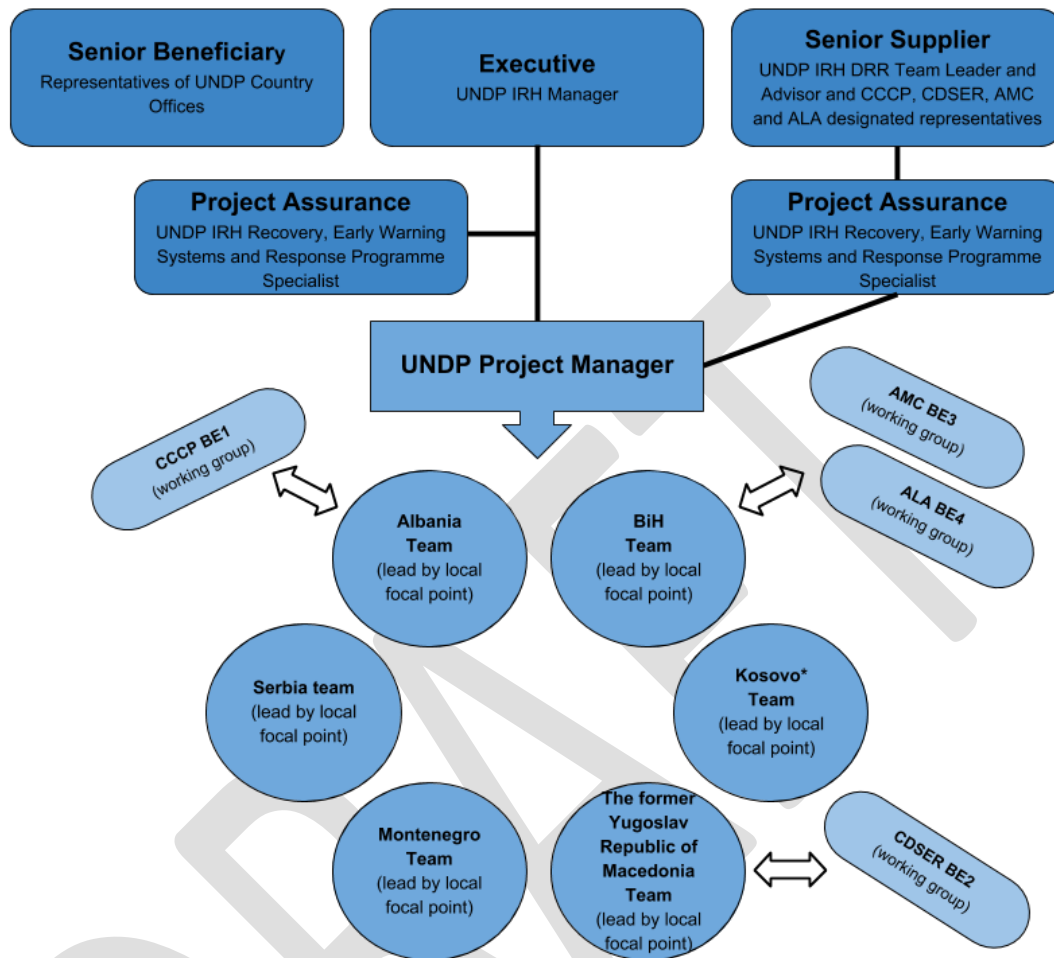 Senior Beneficiary
Representatives of UNDP Country
Offices
Executive
UNDP IRH Manager
Senior Supplier
UNDP IRH DRR Team Leader and
Advisor and CCCP, CDSER, AMC
and ALA designated representatives
Project Assurance
UNDP IRH Recovery, Early Warning
Systems and Response Programme
Specialist
Project Assurance
UNDP IRH Recovery, Early Warning
Systems and Response Programme
Specialist
UNDP Project Manager
CCCP BE1
(working group)
AMC BE3
(working group)
ALA BE4
(working group)
Albania
Team
(lead by local
focal point)
BiH
Team
(lead by local
focal point)
Serbia team
(lead by local
focal point)
Kosovo*
Team
(lead by local
focal point)
Montenegro
Team
(lead by local
focal point)
The former
Yugoslav
Republic of
Macedonia
Team
(lead by local
focal point)
CDSER BE2
(working group)
DRAFT